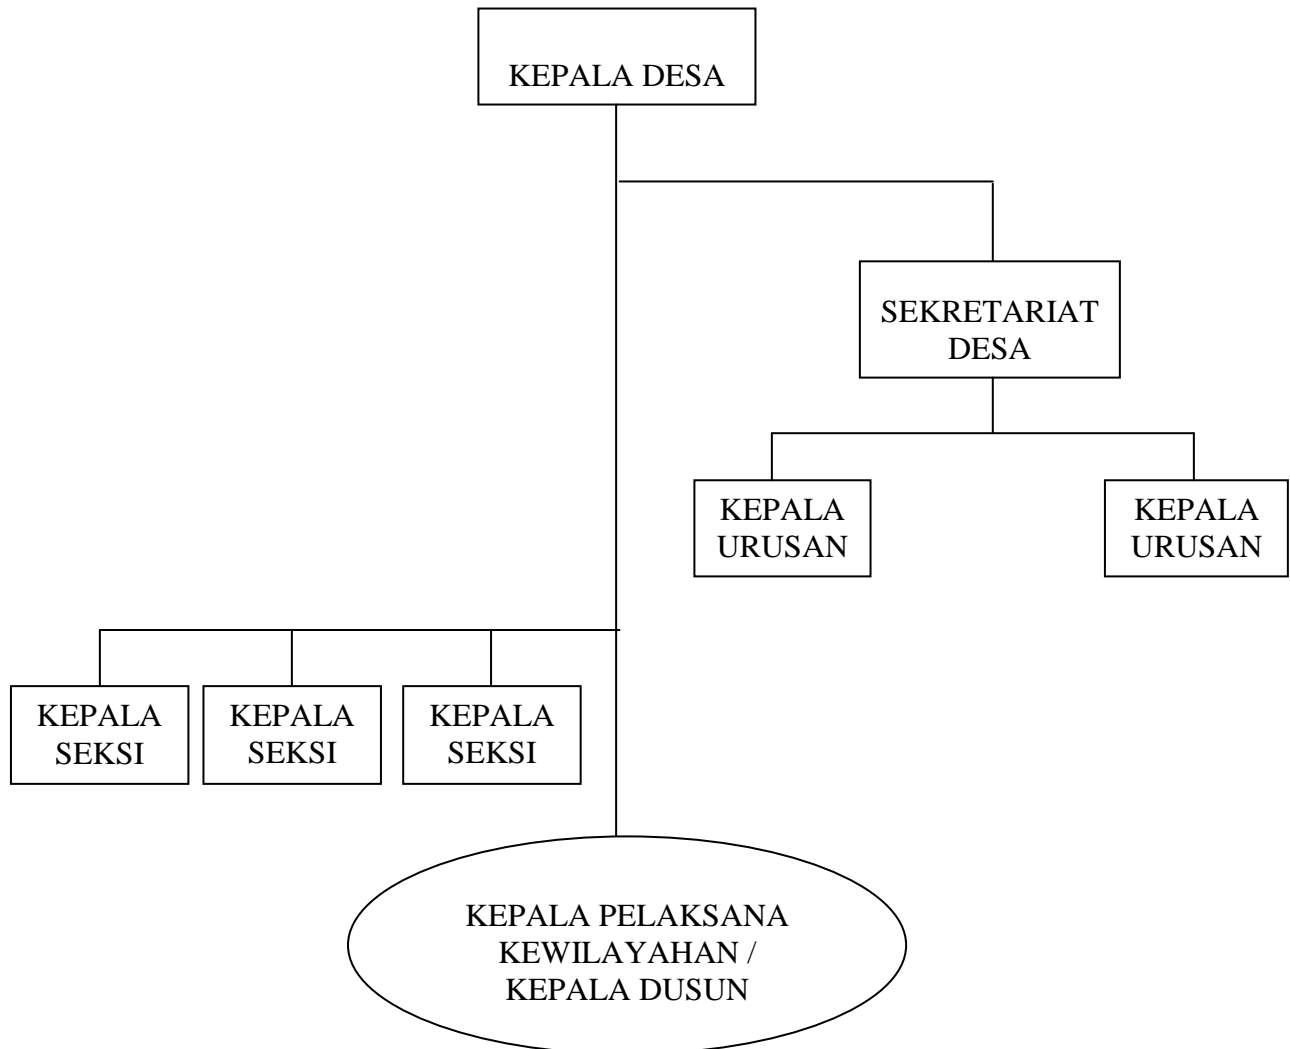 KEPALA DESA
SEKRETARIAT
DESA
KEPALA
URUSAN
KEPALA
URUSAN
KEPALA
SEKSI
KEPALA
SEKSI
KEPALA
SEKSI
KEPALA PELAKSANA
KEWILAYAHAN /
KEPALA DUSUN